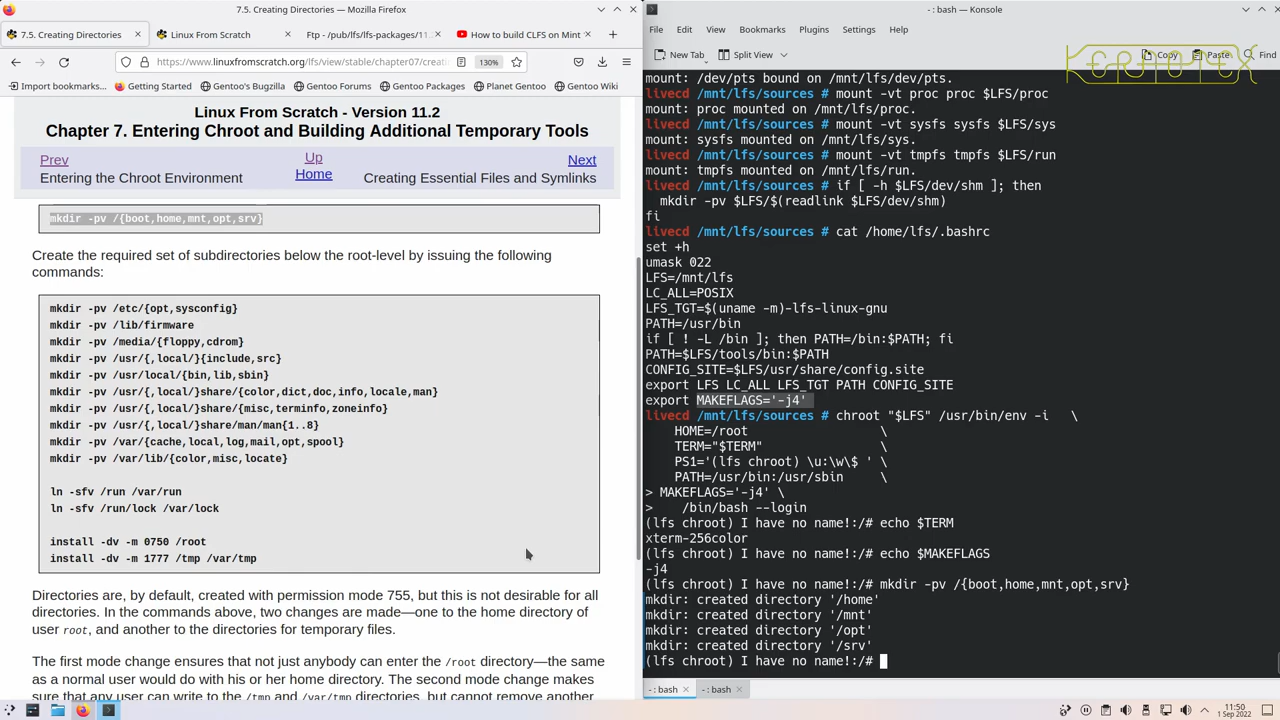 7.5. Creating Directories — Mozilla Firefox
7.5. Creating Directories
Linux From Scratch
Ftp - /pub/lfs/lfs-packages/11.
How to build CLFS on Mint
https://www.linuxfromscratch.org/lfs/view/stable/chapter07/creati
130%
Import bookmarks...
Getting Started
Gentoo's Bugzilla
Gentoo Forums
Gentoo Packages
Planet Gentoo
Gentoo Wiki
Linux From Scratch - Version 11.2
Chapter 7. Entering Chroot and Building Additional Temporary Tools
Prev
Up
Next
Entering the Chroot Environment
Home
Creating Essential Files and Symlinks
mkdir -pv /{boot,home,mnt,opt,srv}
Create the required set of subdirectories below the root-level by issuing the following
commands:
mkdir -pv /etc/{opt,sysconfig}
mkdir -pv /lib/firmware
mkdir -pv /media/{floppy,cdrom}
mkdir -pv /usr/{,local/}{include,src}
mkdir -pv /usr/local/{bin,lib,sbin}
mkdir -pv /usr/{,local/}share/{color,dict,doc,info,locale,man}
mkdir -pv /usr/{,local/}share/{misc,terminfo,zoneinfo}
mkdir -pv /usr/{,local/}share/man/man{1..8}
mkdir -pv /var/{cache,local,log,mail,opt,spool}
mkdir -pv /var/lib/{color,misc,locate}
ln -sfv /run /var/run
ln -sfv /run/lock /var/lock
install -dv -m 0750 /root
install -dv -m 1777 /tmp /var/tmp
Directories are, by default, created with permission mode 755, but this is not desirable for all
directories. In the commands above, two changes are made—one to the home directory of
user root, and another to the directories for temporary files.
The first mode change ensures that not just anybody can enter the /root directory—the same
as a normal user would do with his or her home directory. The second mode change makes
sure that any user can write to the /tmp and /var/tmp directories, but cannot remove another
- : bash — Konsole
File
Edit
View
Bookmarks
Plugins
Settings
Help
New Tab
Split View
Copy
Paste
Find
mount: /dev/pts bound on /mnt/lfs/dev/pts.
livecd /mnt/lfs/sources # mount -vt proc proc $LFS/proc
mount: proc mounted on /mnt/lfs/proc.
livecd /mnt/lfs/sources # mount -vt sysfs sysfs $LFS/sys
mount: sysfs mounted on /mnt/lfs/sys.
livecd /mnt/lfs/sources # mount -vt tmpfs tmpfs $LFS/run
mount: tmpfs mounted on /mnt/lfs/run.
livecd /mnt/lfs/sources # if [ -h $LFS/dev/shm ]; then
mkdir -pv $LFS/$(readlink $LFS/dev/shm)
fi
livecd /mnt/lfs/sources # cat /home/lfs/.bashrc
set +h
umask 022
LFS=/mnt/lfs
LC_ALL=POSIX
LFS_TGT=$(uname -m)-lfs-linux-gnu
PATH=/usr/bin
if [ ! -L /bin ]; then PATH=/bin:$PATH; fi
PATH=$LFS/tools/bin:$PATH
CONFIG_SITE=$LFS/usr/share/config.site
export LFS LC_ALL LFS_TGT PATH CONFIG_SITE
export MAKEFLAGS='-j4'
livecd /mnt/lfs/sources # chroot "$LFS" /usr/bin/env -i \
HOME=/root \
TERM="$TERM" \
PS1='(lfs chroot) \u:\w\$ ' \
PATH=/usr/bin:/usr/sbin \
> MAKEFLAGS='-j4' \
> /bin/bash --login
(lfs chroot) I have no name!:/# echo $TERM
xterm-256color
(lfs chroot) I have no name!:/# echo $MAKEFLAGS
-j4
(lfs chroot) I have no name!:/# mkdir -pv /{boot,home,mnt,opt,srv}
mkdir: created directory '/home'
mkdir: created directory '/mnt'
mkdir: created directory '/opt'
mkdir: created directory '/srv'
(lfs chroot) I have no name!:/#
- : bash
- : bash
11:50
1 Sep 2022